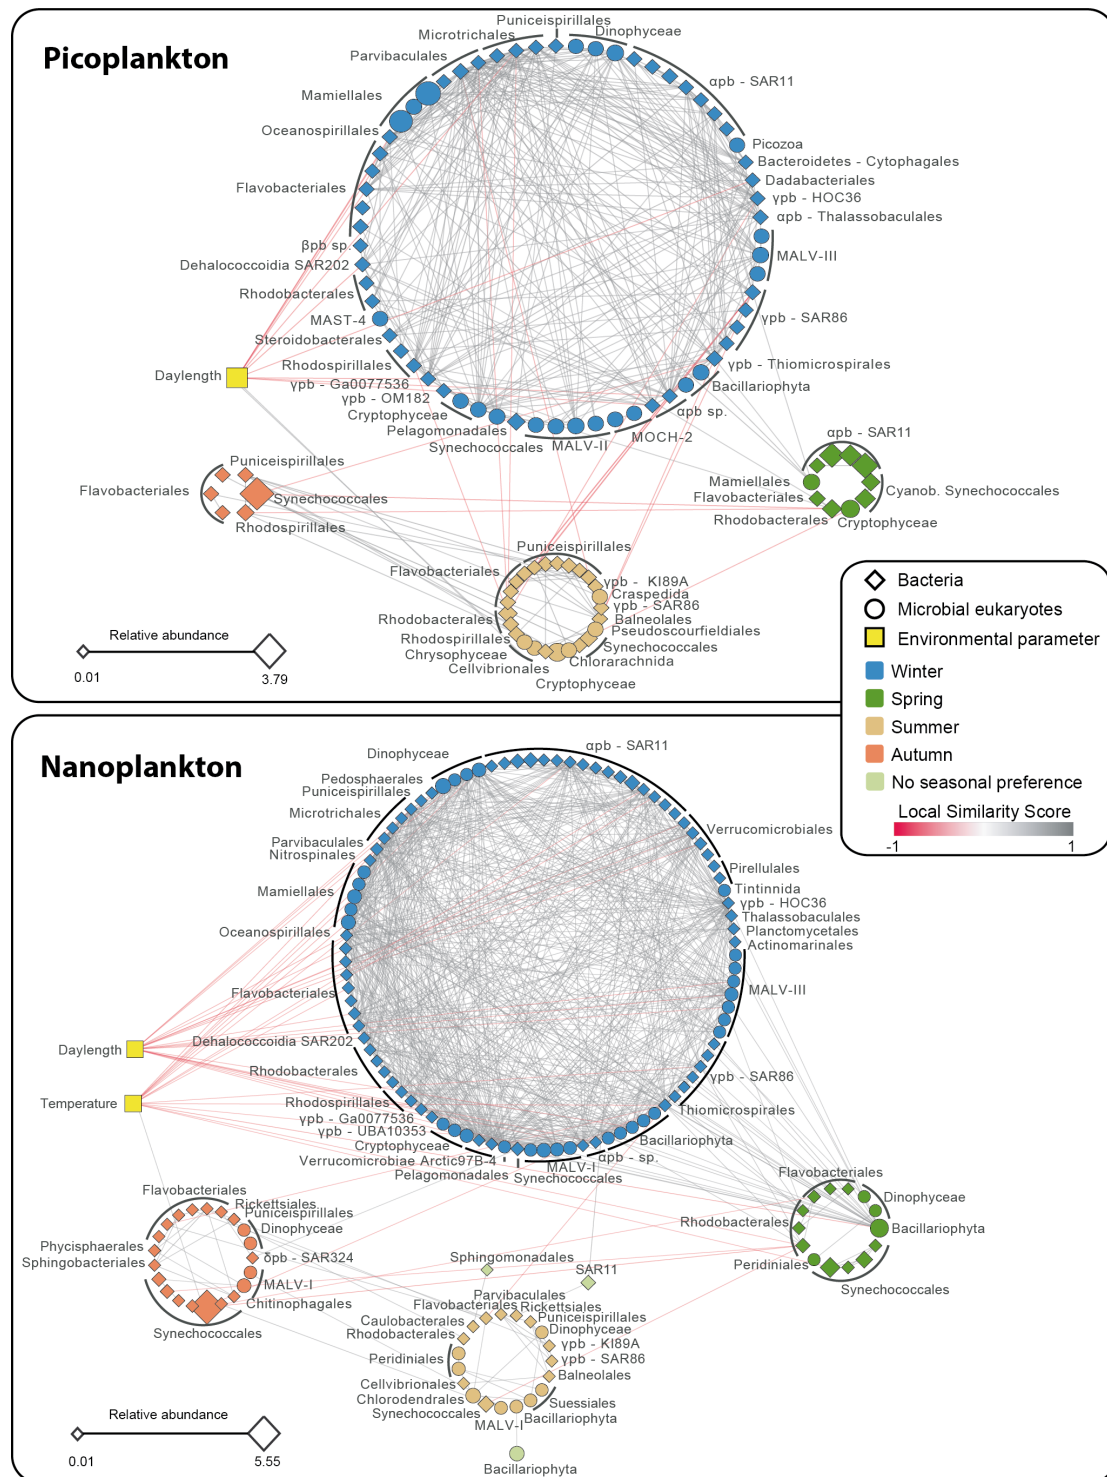 Picoplankton
Puniceispirillales
Microtrichales
Dinophyceae
Parvibaculales
αpb - SAR11
Mamiellales
Oceanospirillales
Picozoa
Bacteroidetes - Cytophagales
Dadabacteriales
Flavobacteriales
γpb - HOC36
αpb - Thalassobaculales
βpb sp.
MALV-III
Dehalococcoidia SAR202
Rhodobacterales
MAST-4
γpb - SAR86
Steroidobacterales
Rhodospirillales
γpb - Thiomicrospirales
Daylength
γpb - Ga0077536
Bacillariophyta
γpb - OM182
Cryptophyceae
αpb sp.
Pelagomonadales
MOCH-2
Synechococcales
MALV-II
αpb - SAR11
Puniceispirillales
Flavobacteriales
Synechococcales
Rhodospirillales
Mamiellales
Cyanob. Synechococcales
Flavobacteriales
Rhodobacterales
Cryptophyceae
Puniceispirillales
Flavobacteriales
γpb - KI89A
Craspedida
γpb - SAR86
Rhodobacterales
Balneolales
Pseudoscourfieldiales
Rhodospirillales
Synechococcales
Chrysophyceae
Chlorarachnida
Cellvibrionales
Cryptophyceae
Relative abundance
0.01
3.79
Bacteria
Microbial eukaryotes
Environmental parameter
Winter
Spring
Summer
Autumn
No seasonal preference
Local Similarity Score
-1
1
Nanoplankton
αpb - SAR11
Dinophyceae
Pedosphaerales
Puniceispirillales
Microtrichales
Verrucomicrobiales
Parvibaculales
Nitrospinales
Pirellulales
Mamiellales
Tintinnida
γpb - HOC36
Thalassobaculales
Oceanospirillales
Planctomycetales
Actinomarinales
Flavobacteriales
MALV-III
Dehalococcoidia SAR202
Daylength
Rhodobacterales
γpb - SAR86
Temperature
Rhodospirillales
Thiomicrospirales
γpb - Ga0077536
γpb - UBA10353
Bacillariophyta
Cryptophyceae
αpb - sp.
Verrucomicrobiae Arctic97B-4
MALV-I
Pelagomonadales
Synechococcales
Flavobacteriales
Rickettsiales
Puniceispirillales
Dinophyceae
Phycisphaerales
Sphingobacteriales
δpb - SAR324
MALV-I
Chitinophagales
Synechococcales
Flavobacteriales
Dinophyceae
Rhodobacterales
Bacillariophyta
Peridiniales
Synechococcales
Sphingomonadales
SAR11
Parvibaculales
Flavobacteriales
Rickettsiales
Caulobacterales
Puniceispirillales
Rhodobacterales
Dinophyceae
γpb - KI89A
Peridiniales
γpb - SAR86
Balneolales
Cellvibrionales
Chlorodendrales
Suessiales
Synechococcales
Bacillariophyta
MALV-I
Bacillariophyta
Relative abundance
0.01
5.55